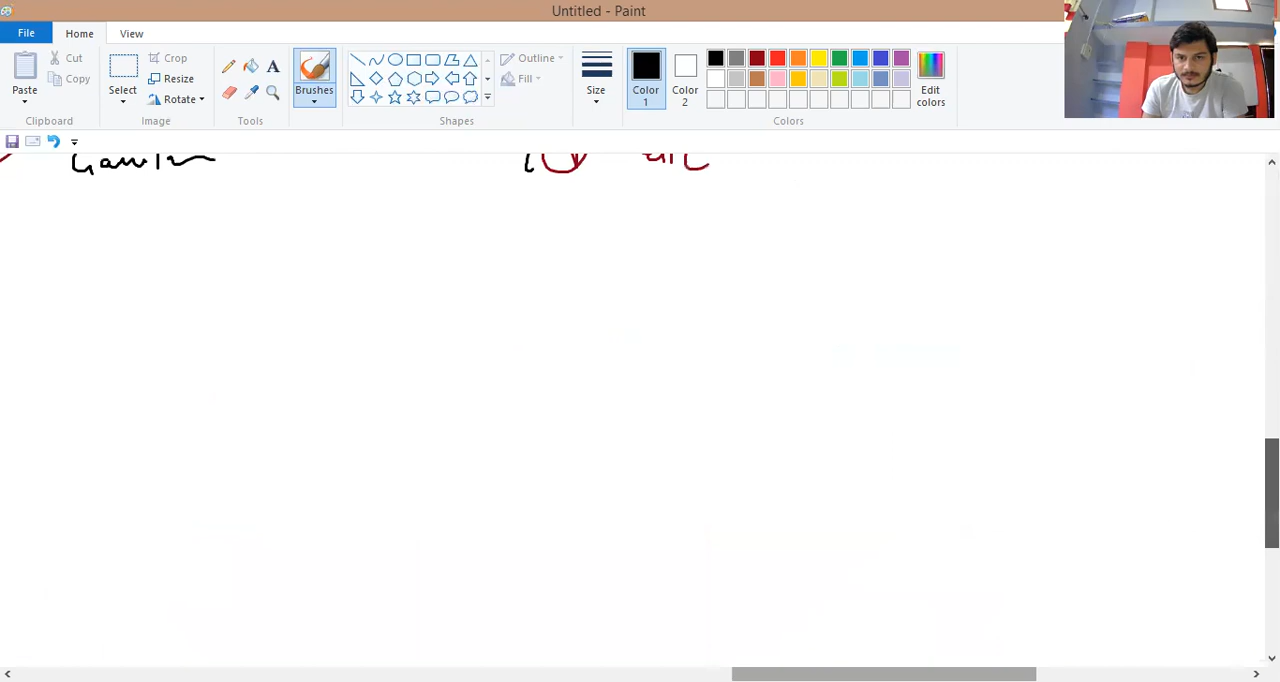 Untitled - Paint
File
Home
View
Cut
Copy
Paste
Clipboard
Select
Crop
Resize
Rotate
Image
Tools
Brushes
Shapes
Outline
Fill
Size
Color
1
Color
2
Edit
colors
Colors